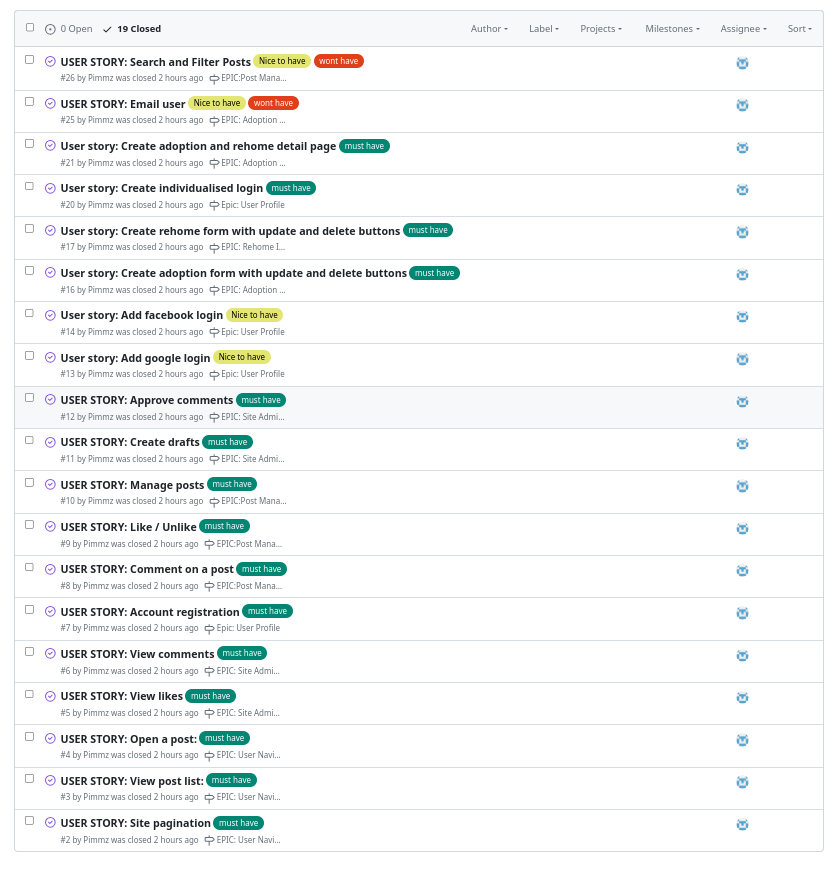 0 Open 19 Closed Author Label Projects Milestones Assignee Sort
USER STORY: Search and Filter Posts Nice to have wont have
#26 by Pimmz was closed 2 hours ago EPIC:Post Mana...
USER STORY: Email user Nice to have wont have
#25 by Pimmz was closed 2 hours ago EPIC: Adoption ...
User story: Create adoption and rehome detail page must have
#21 by Pimmz was closed 2 hours ago EPIC: Adoption ...
User story: Create individualised login must have
#20 by Pimmz was closed 2 hours ago Epic: User Profile
User story: Create rehome form with update and delete buttons must have
#17 by Pimmz was closed 2 hours ago EPIC: Rehome I...
User story: Create adoption form with update and delete buttons must have
#16 by Pimmz was closed 2 hours ago EPIC: Adoption ...
User story: Add facebook login Nice to have
#14 by Pimmz was closed 2 hours ago Epic: User Profile
User story: Add google login Nice to have
#13 by Pimmz was closed 2 hours ago Epic: User Profile
USER STORY: Approve comments must have
#12 by Pimmz was closed 2 hours ago EPIC: Site Admi...
USER STORY: Create drafts must have
#11 by Pimmz was closed 2 hours ago EPIC: Site Admi...
USER STORY: Manage posts must have
#10 by Pimmz was closed 2 hours ago EPIC:Post Mana...
USER STORY: Like / Unlike must have
#9 by Pimmz was closed 2 hours ago EPIC:Post Mana...
USER STORY: Comment on a post must have
#8 by Pimmz was closed 2 hours ago EPIC:Post Mana...
USER STORY: Account registration must have
#7 by Pimmz was closed 2 hours ago Epic: User Profile
USER STORY: View comments must have
#6 by Pimmz was closed 2 hours ago EPIC: Site Admi...
USER STORY: View likes must have
#5 by Pimmz was closed 2 hours ago EPIC: Site Admi...
USER STORY: Open a post: must have
#4 by Pimmz was closed 2 hours ago EPIC: User Navi...
USER STORY: View post list: must have
#3 by Pimmz was closed 2 hours ago EPIC: User Navi...
USER STORY: Site pagination must have
#2 by Pimmz was closed 2 hours ago EPIC: User Navi...